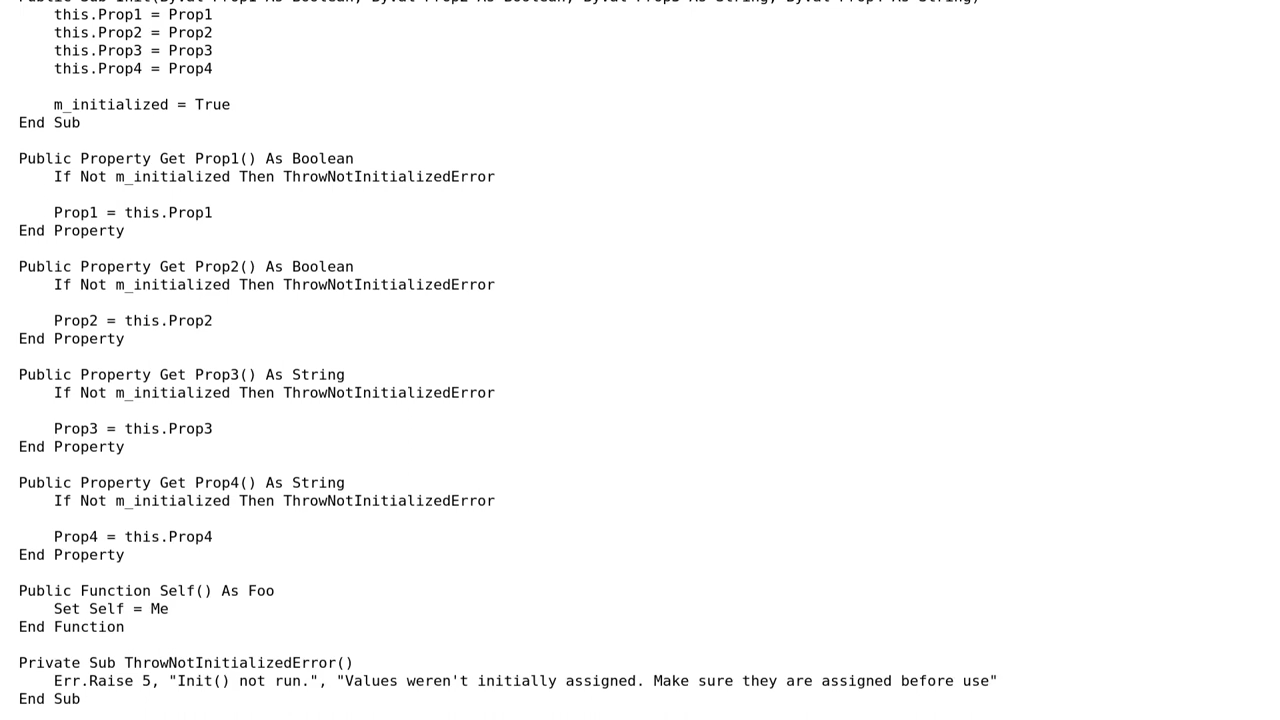 this.Prop1 = Prop1
    this.Prop2 = Prop2
    this.Prop3 = Prop3
    this.Prop4 = Prop4

    m_initialized = True
End Sub

Public Property Get Prop1() As Boolean
    If Not m_initialized Then ThrowNotInitializedError

    Prop1 = this.Prop1
End Property

Public Property Get Prop2() As Boolean
    If Not m_initialized Then ThrowNotInitializedError

    Prop2 = this.Prop2
End Property

Public Property Get Prop3() As String
    If Not m_initialized Then ThrowNotInitializedError

    Prop3 = this.Prop3
End Property

Public Property Get Prop4() As String
    If Not m_initialized Then ThrowNotInitializedError

    Prop4 = this.Prop4
End Property

Public Function Self() As Foo
    Set Self = Me
End Function

Private Sub ThrowNotInitializedError()
    Err.Raise 5, "Init() not run.", "Values weren't initially assigned. Make sure they are assigned before use"
End Sub